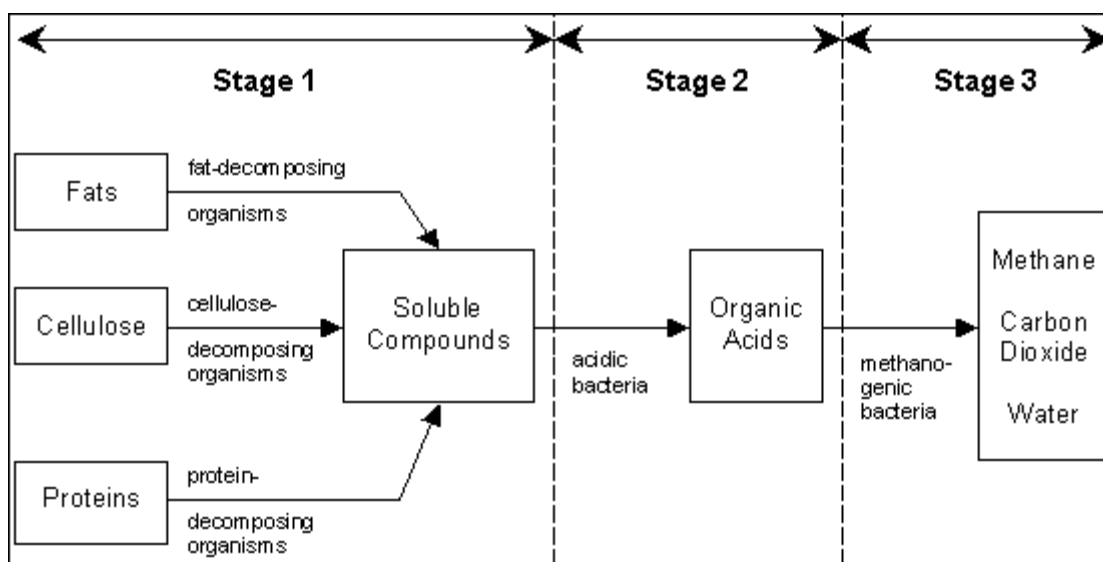 Stage 1
Stage 2
Stage 3
Fats
fat-decomposing
organisms
Cellulose
cellulose-
decomposing
organisms
Proteins
protein-
decomposing
organisms
Soluble
Compounds
acidic
bacteria
Organic
Acids
methano-
genic
bacteria
Methane
Carbon
Dioxide
Water